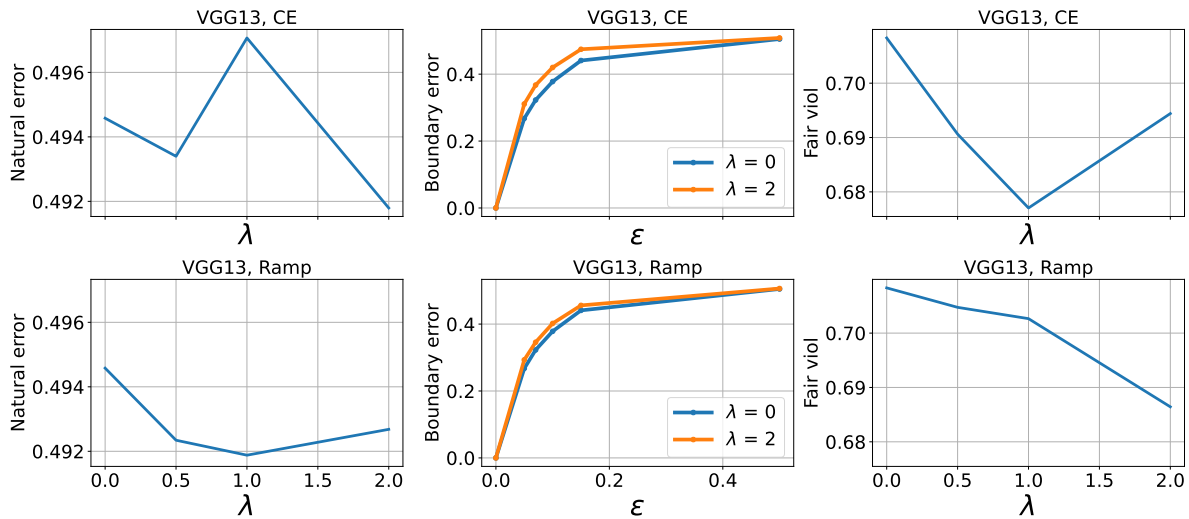 VGG13, CE
Natural error
0.496
0.494
0.492
λ
VGG13, CE
Boundary error
0.4
0.2
0.0
λ = 0
λ = 2
ε
VGG13, CE
Fair viol
0.70
0.69
0.68
λ
VGG13, Ramp
Natural error
0.496
0.494
0.492
0.0 0.5 1.0 1.5 2.0
λ
VGG13, Ramp
Boundary error
0.4
0.2
0.0
λ = 0
λ = 2
0.0 0.2 0.4
ε
VGG13, Ramp
Fair viol
0.70
0.69
0.68
0.0 0.5 1.0 1.5 2.0
λ